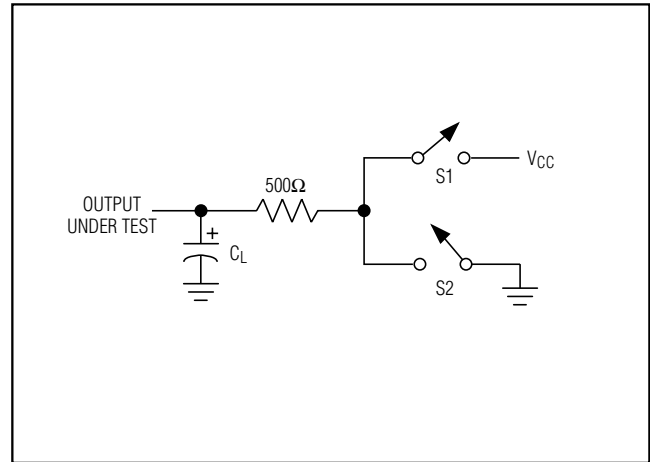 OUTPUT
UNDER TEST
+
CL
500Ω
S1
VCC
S2